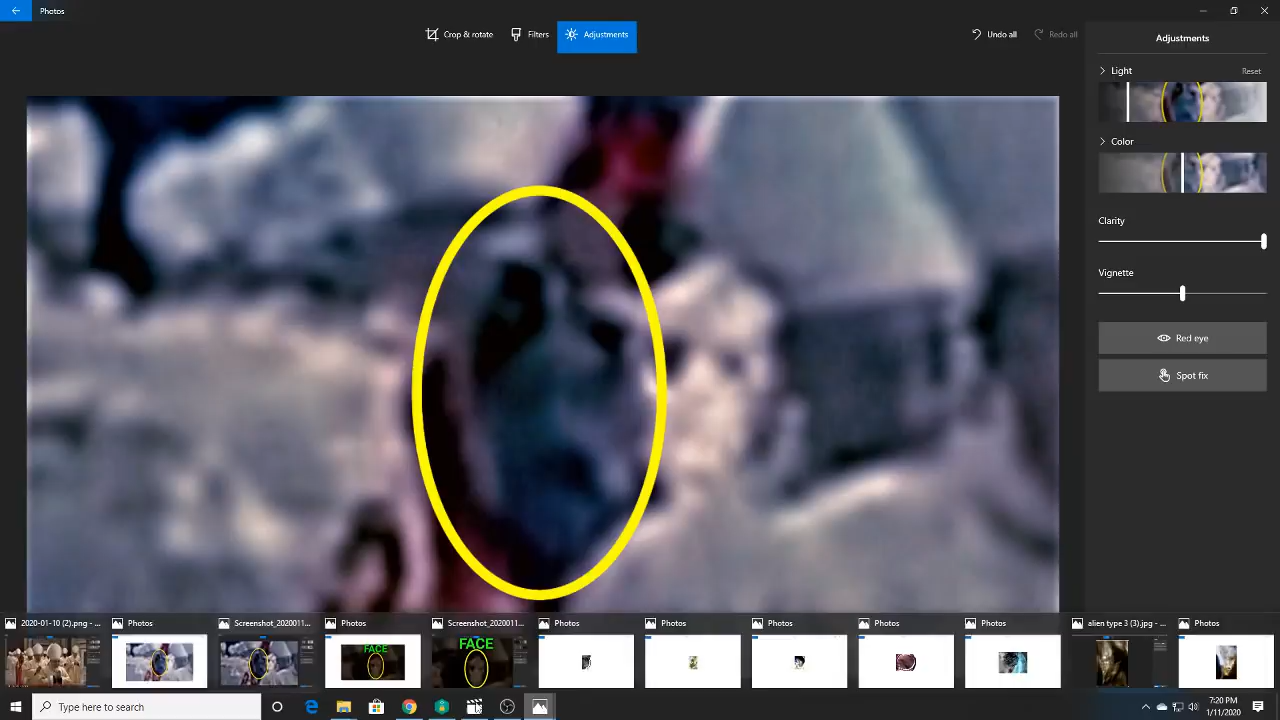 Photos
Crop & rotate
Filters
Adjustments
Undo all
Redo all
Adjustments
Light
Reset
Color
Clarity
Vignette
Red eye
Spot fix
2020-01-10 (2).png - ...
Photos
Screenshot_2020011...
Photos
Screenshot_2020011...
Photos
Photos
Photos
Photos
Photos
alien type 3 (3).jpg - ...
Photos
FACE
FACE
Type here to search
7:20 PM
1/11/2020